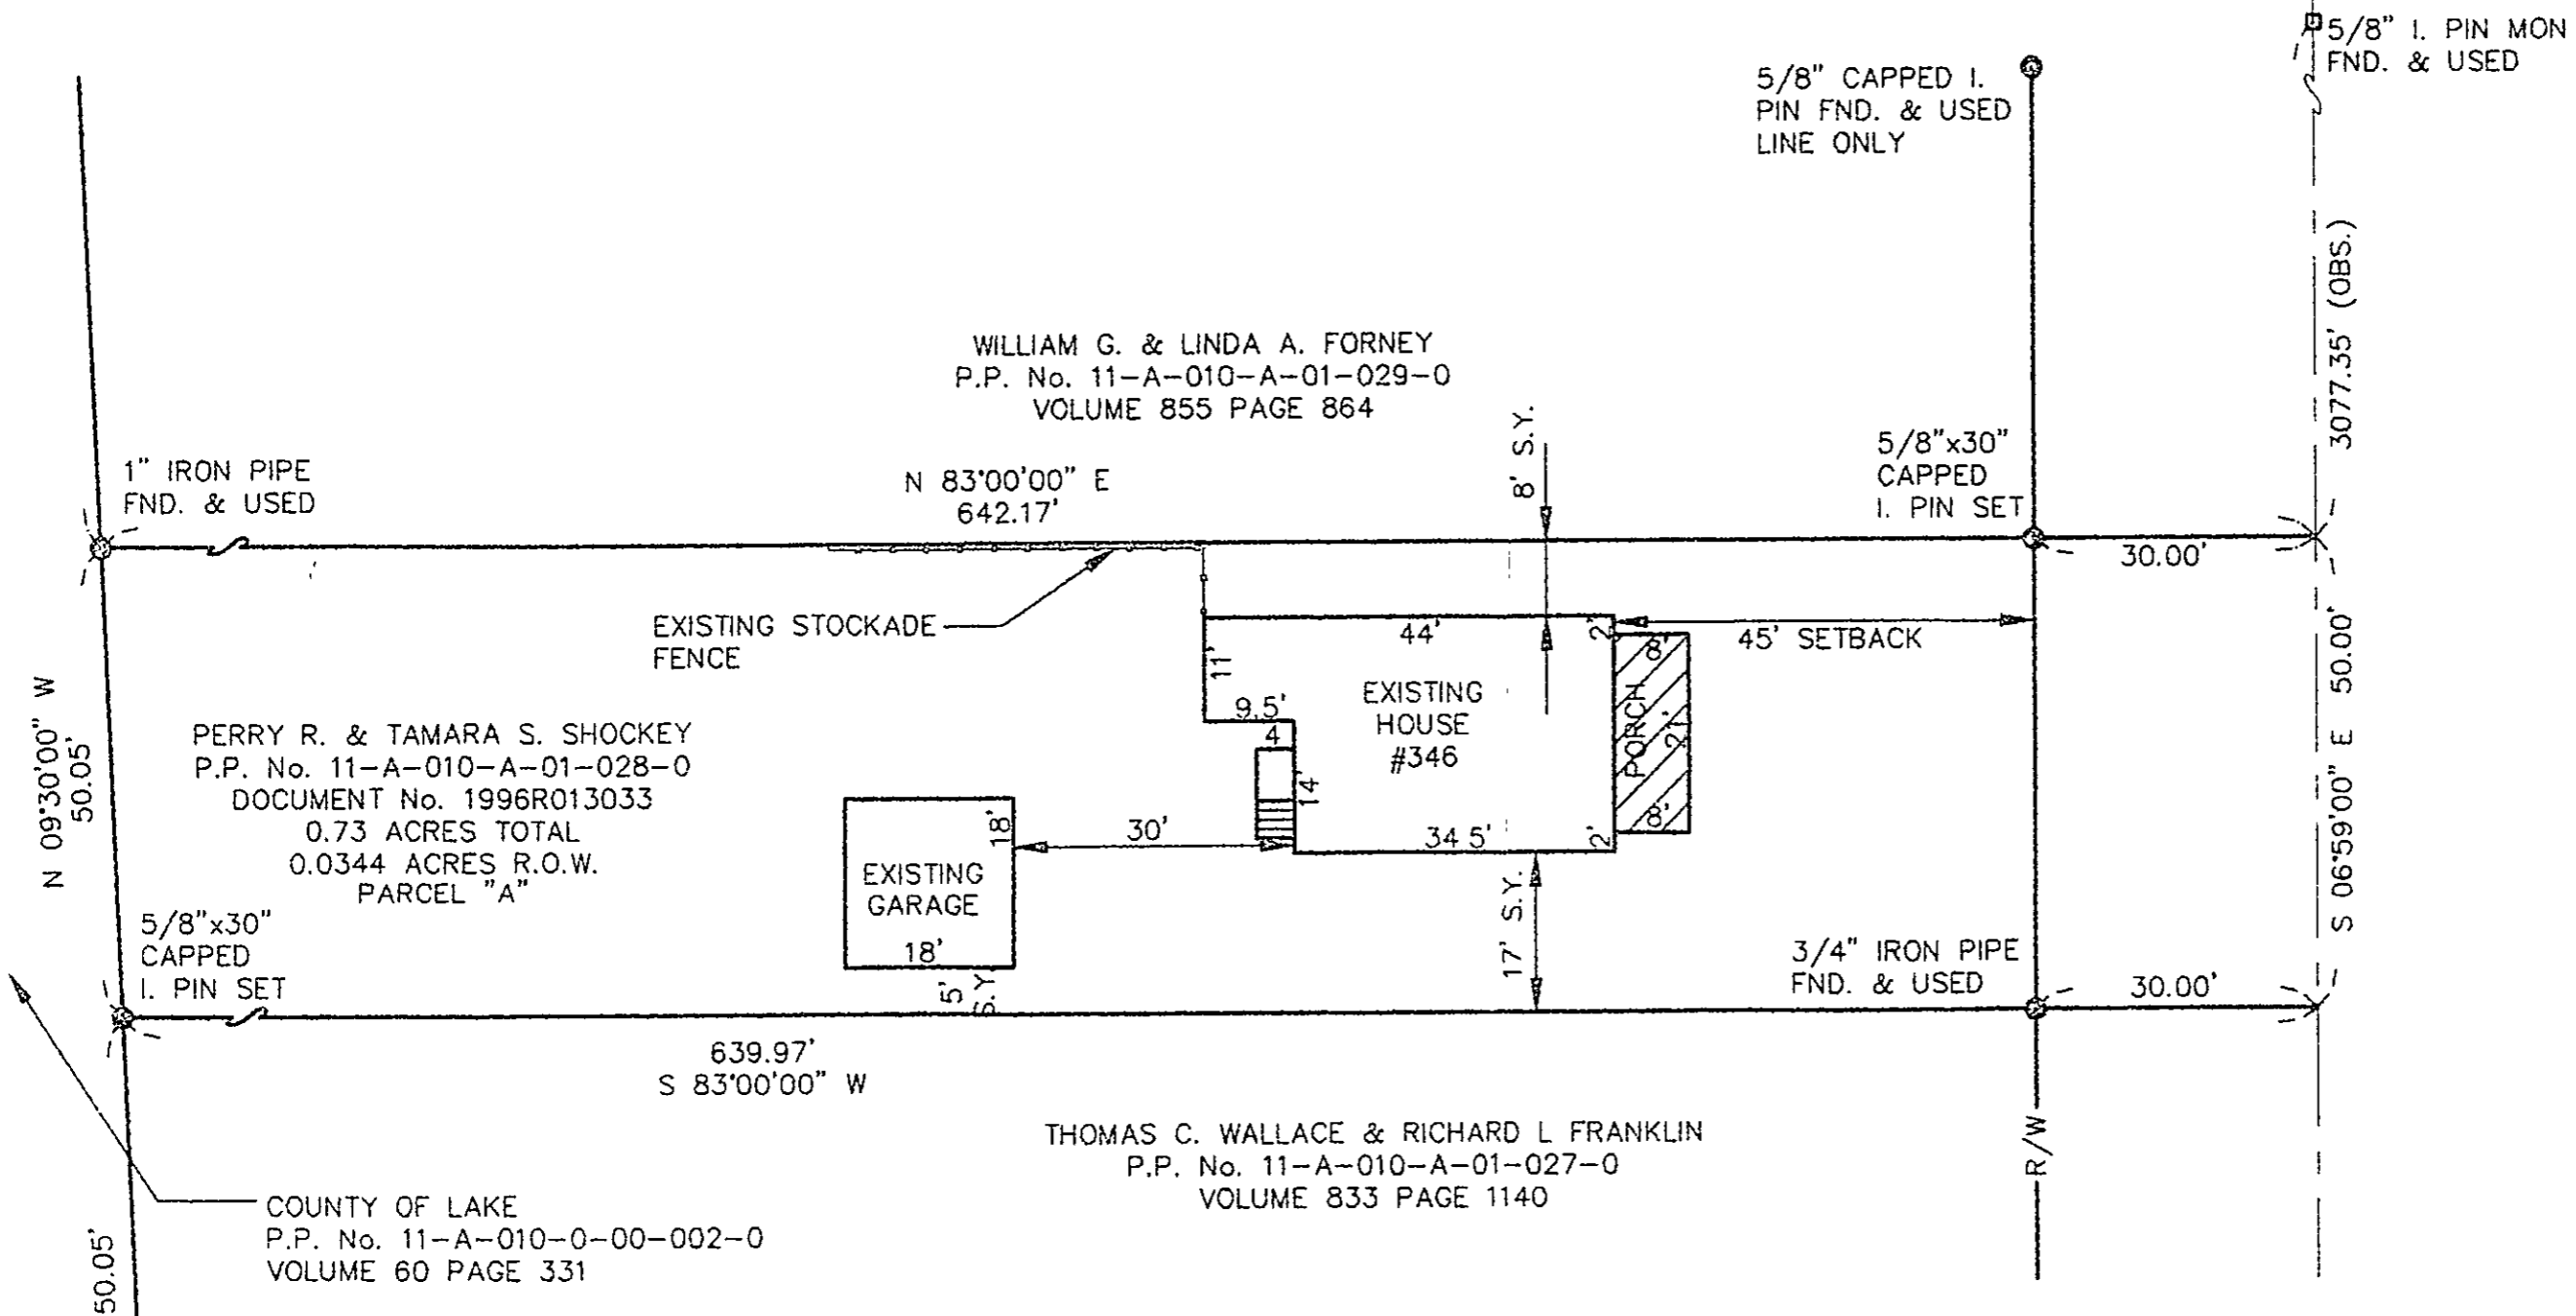 5/8" I. PIN MON
FND. & USED
5/8" CAPPED I.
PIN FND. & USED
LINE ONLY
3077.35' (OBS.)
WILLIAM G. & LINDA A. FORNEY
P.P. No. 11-A-010-A-01-029-0
VOLUME 855 PAGE 864
8' S.Y.
5/8"x30"
CAPPED
I. PIN SET
1" IRON PIPE
FND. & USED
N 83°00'00" E
642.17'
30.00'
EXISTING STOCKADE
FENCE
44'
2'
8'
45' SETBACK
11'
9.5'
4
14'
EXISTING
HOUSE
#346
PORCH
21'
8'
2'
34 5'
S 06°59'00" E 50.00'
N 09°30'00" W
50.05'
PERRY R. & TAMARA S. SHOCKEY
P.P. No. 11-A-010-A-01-028-0
DOCUMENT No. 1996R013033
0.73 ACRES TOTAL
0.0344 ACRES R.O.W.
PARCEL "A"
18'
30'
EXISTING
GARAGE
18'
5'
S.Y.
17' S.Y.
5/8"x30"
CAPPED
I. PIN SET
3/4" IRON PIPE
FND. & USED
30.00'
639.97'
S 83°00'00" W
THOMAS C. WALLACE & RICHARD L FRANKLIN
P.P. No. 11-A-010-A-01-027-0
VOLUME 833 PAGE 1140
R/W
COUNTY OF LAKE
P.P. No. 11-A-010-0-00-002-0
VOLUME 60 PAGE 331
50.05'